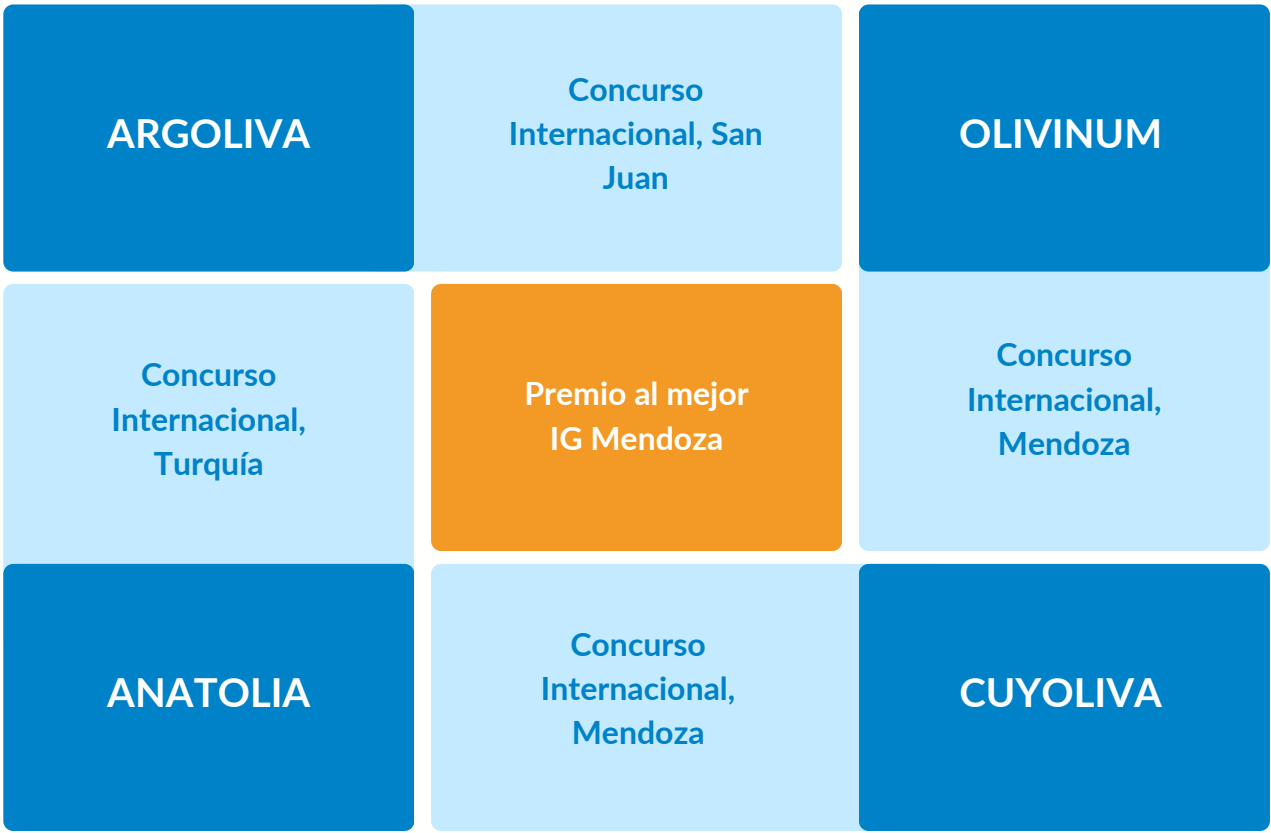 ARGOLIVA
Concurso
Internacional, San
Juan
OLIVINUM
Concurso
Internacional,
Turquía
Premio al mejor
IG Mendoza
Concurso
Internacional,
Mendoza
ANATOLIA
Concurso
Internacional,
Mendoza
CUYOLIVA